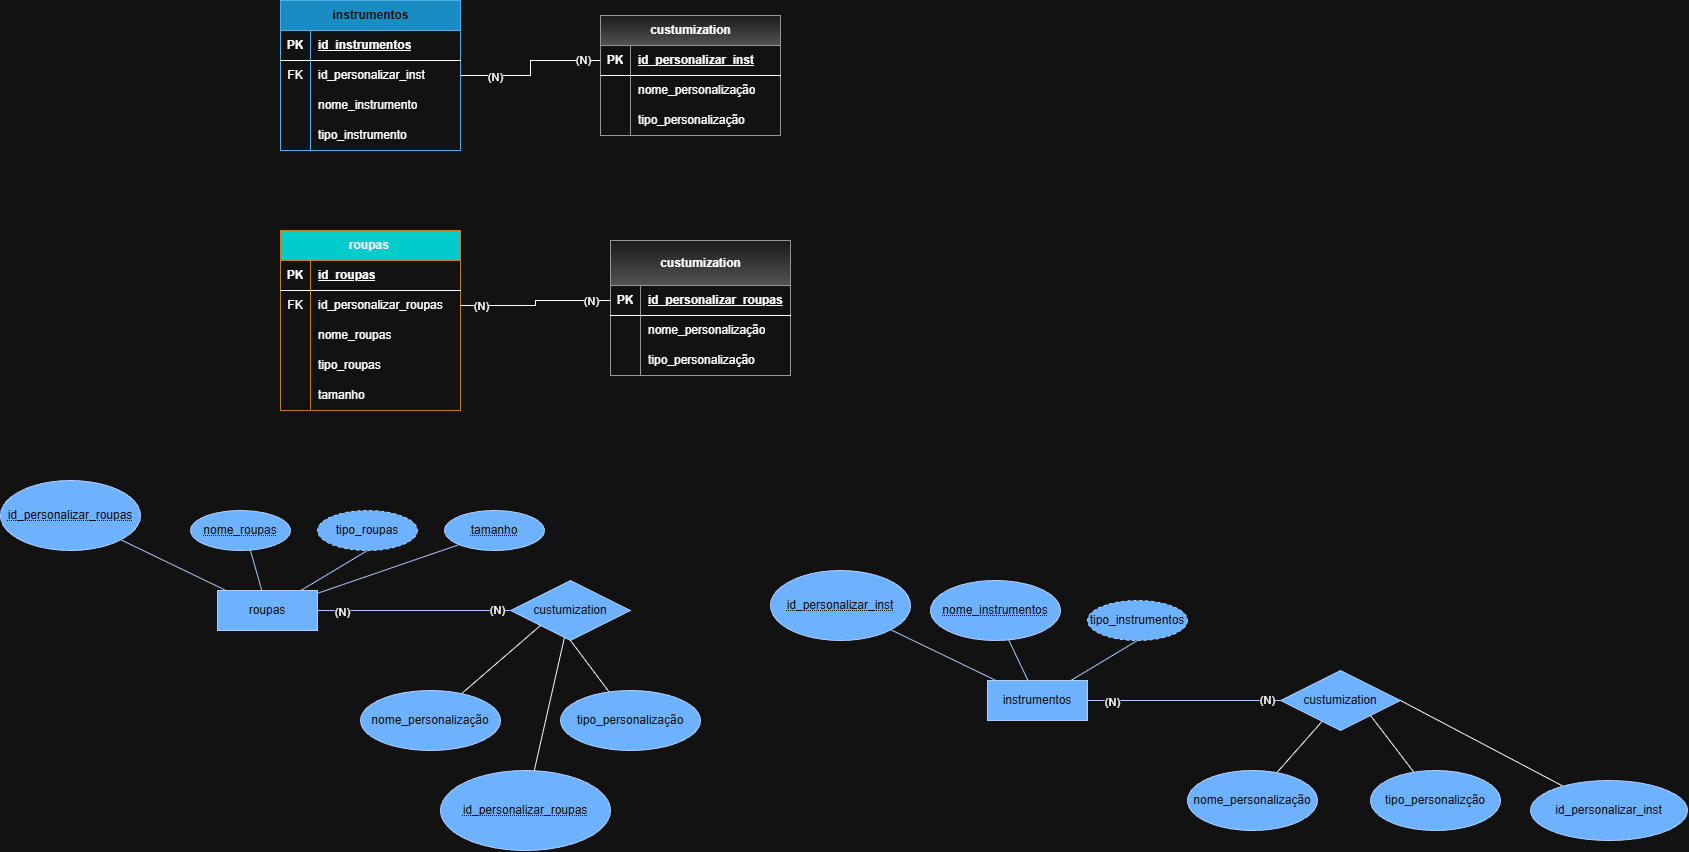 instrumentos
PK id_instrumentos
FK id_personalizar_inst
nome_instrumento
tipo_instrumento
(N)
(N)
custumization
PK id_personalizar_inst
nome_personalização
tipo_personalização
roupas
PK id_roupas
FK id_personalizar_roupas
nome_roupas
tipo_roupas
tamanho
(N)
(N)
custumization
PK id_personalizar_roupas
nome_personalização
tipo_personalização
id_personalizar_roupas
nome_roupas
tipo_roupas
tamanho
roupas
(N)
(N)
custumization
nome_personalização
tipo_personalização
id_personalizar_roupas
id_personalizar_inst
nome_instrumentos
tipo_instrumentos
instrumentos
(N)
(N)
custumization
nome_personalização
tipo_personalizção
id_personalizar_inst